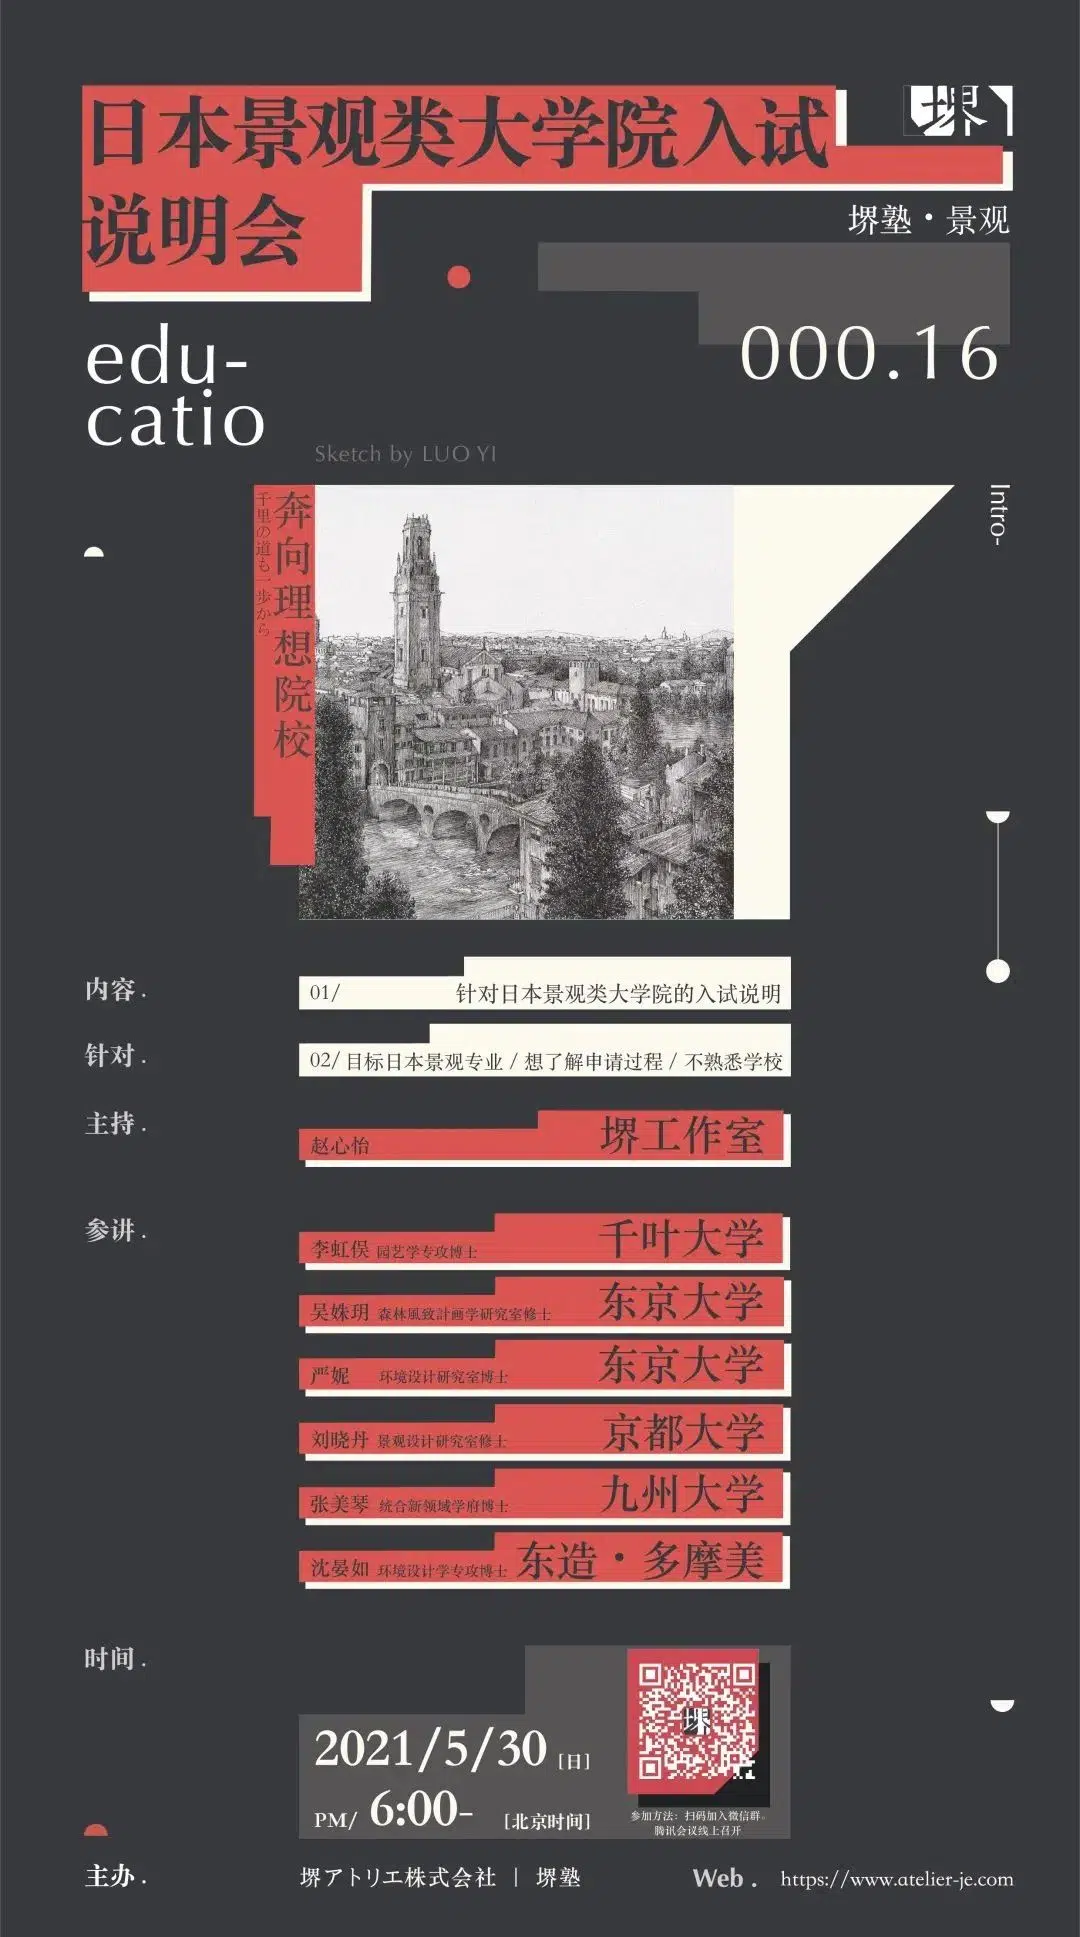 日本景观类大学院入试
说明会
堺
堺塾·景观
000.16
edu-
catio
Sketch by LUO YI
Intro-
奔向理想院校
千里の道も一歩から
内容.
01/ 针对日本景观类大学院的入试说明
针对.
02/ 目标日本景观专业 / 想了解申请过程 / 不熟悉学校
主持.
赵心怡 堺工作室
参讲.
李虹俣 园艺学专攻博士 千叶大学
吴姝玥 森林風致計画学研究室修士 东京大学
严妮 环境设计研究室博士 东京大学
刘晓丹 景观设计研究室修士 京都大学
张美琴 统合新领域学府博士 九州大学
沈晏如 环境设计学专攻博士 东造·多摩美
时间.
2021/5/30 [日]
PM/ 6:00- [北京时间]
堺
参加方法：扫码加入微信群。
腾讯会议线上召开
主办.
堺アトリエ株式会社 | 堺塾
Web. https://www.atelier-je.com